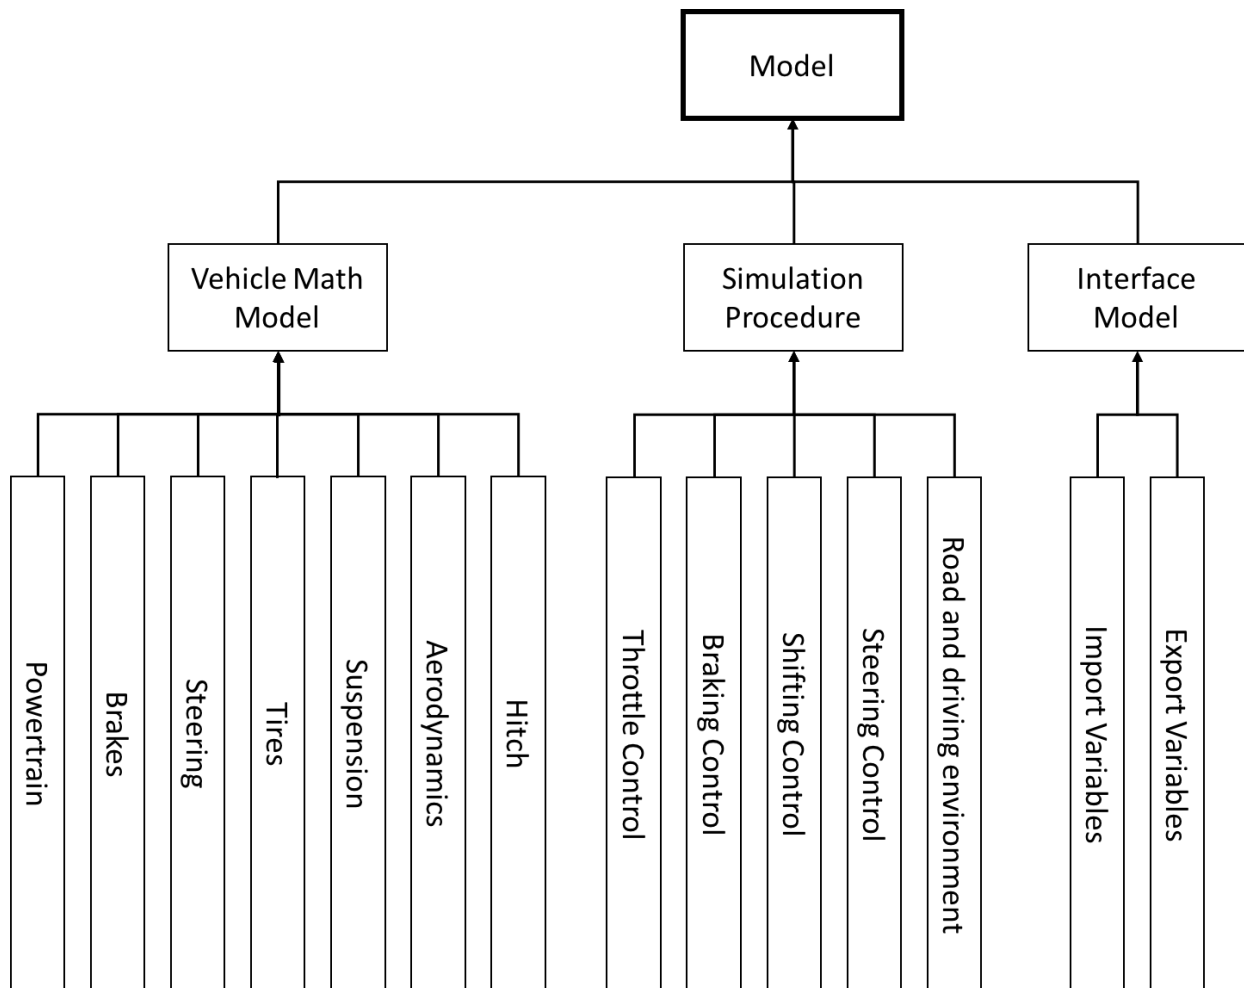 Model
Vehicle Math
Model
Simulation
Procedure
Interface
Model
Powertrain
Brakes
Steering
Tires
Suspension
Aerodynamics
Hitch
Throttle Control
Braking Control
Shifting Control
Steering Control
Road and driving environment
Import Variables
Export Variables